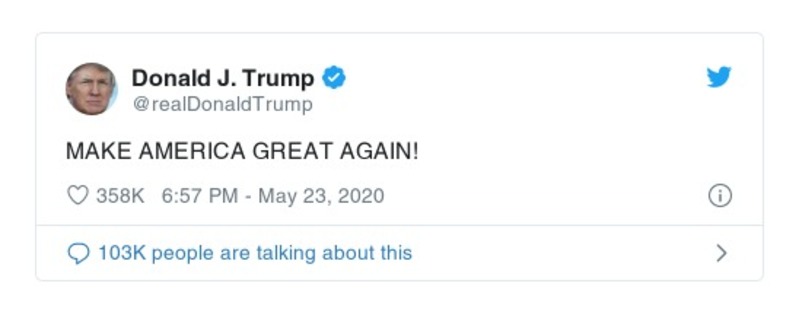 Donald J. Trump
@realDonaldTrump
MAKE AMERICA GREAT AGAIN!
358K 6:57 PM - May 23, 2020
103K people are talking about this